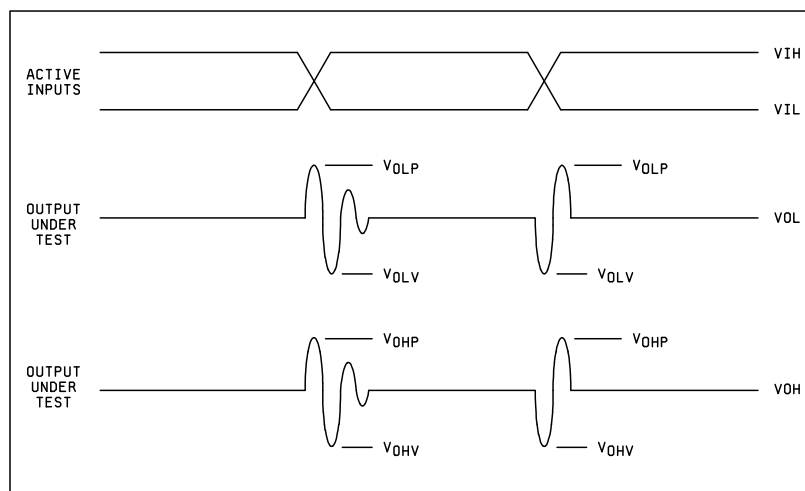 ACTIVE
INPUTS
VIH
VIL
VOLP
VOLP
OUTPUT
UNDER
TEST
VOL
VOLV
VOLV
VOHP
VOHP
OUTPUT
UNDER
TEST
VOH
VOHV
VOHV